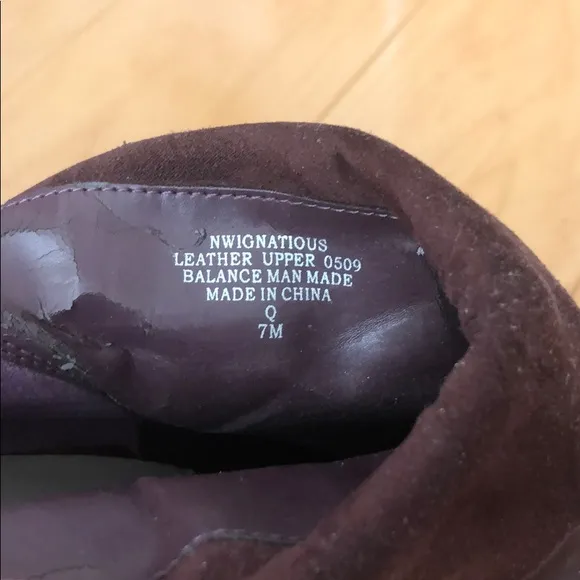 NWIGNATIOUS
LEATHER UPPER 0509
BALANCE MAN MADE
MADE IN CHINA
Q
7M